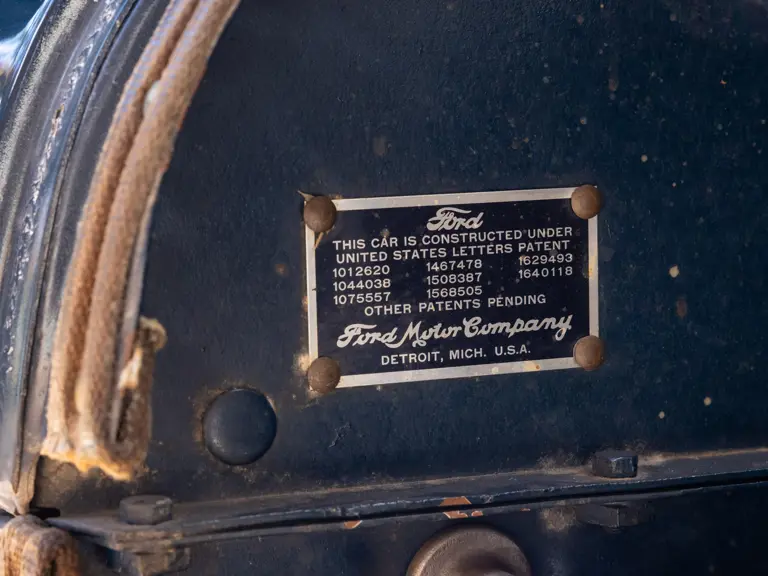 Ford
THIS CAR IS CONSTRUCTED UNDER
UNITED STATES LETTERS PATENT
1012620 1467478 1629493
1044038 1508387 1640118
1075557 1568505
OTHER PATENTS PENDING
Ford Motor Company
DETROIT, MICH. U.S.A.